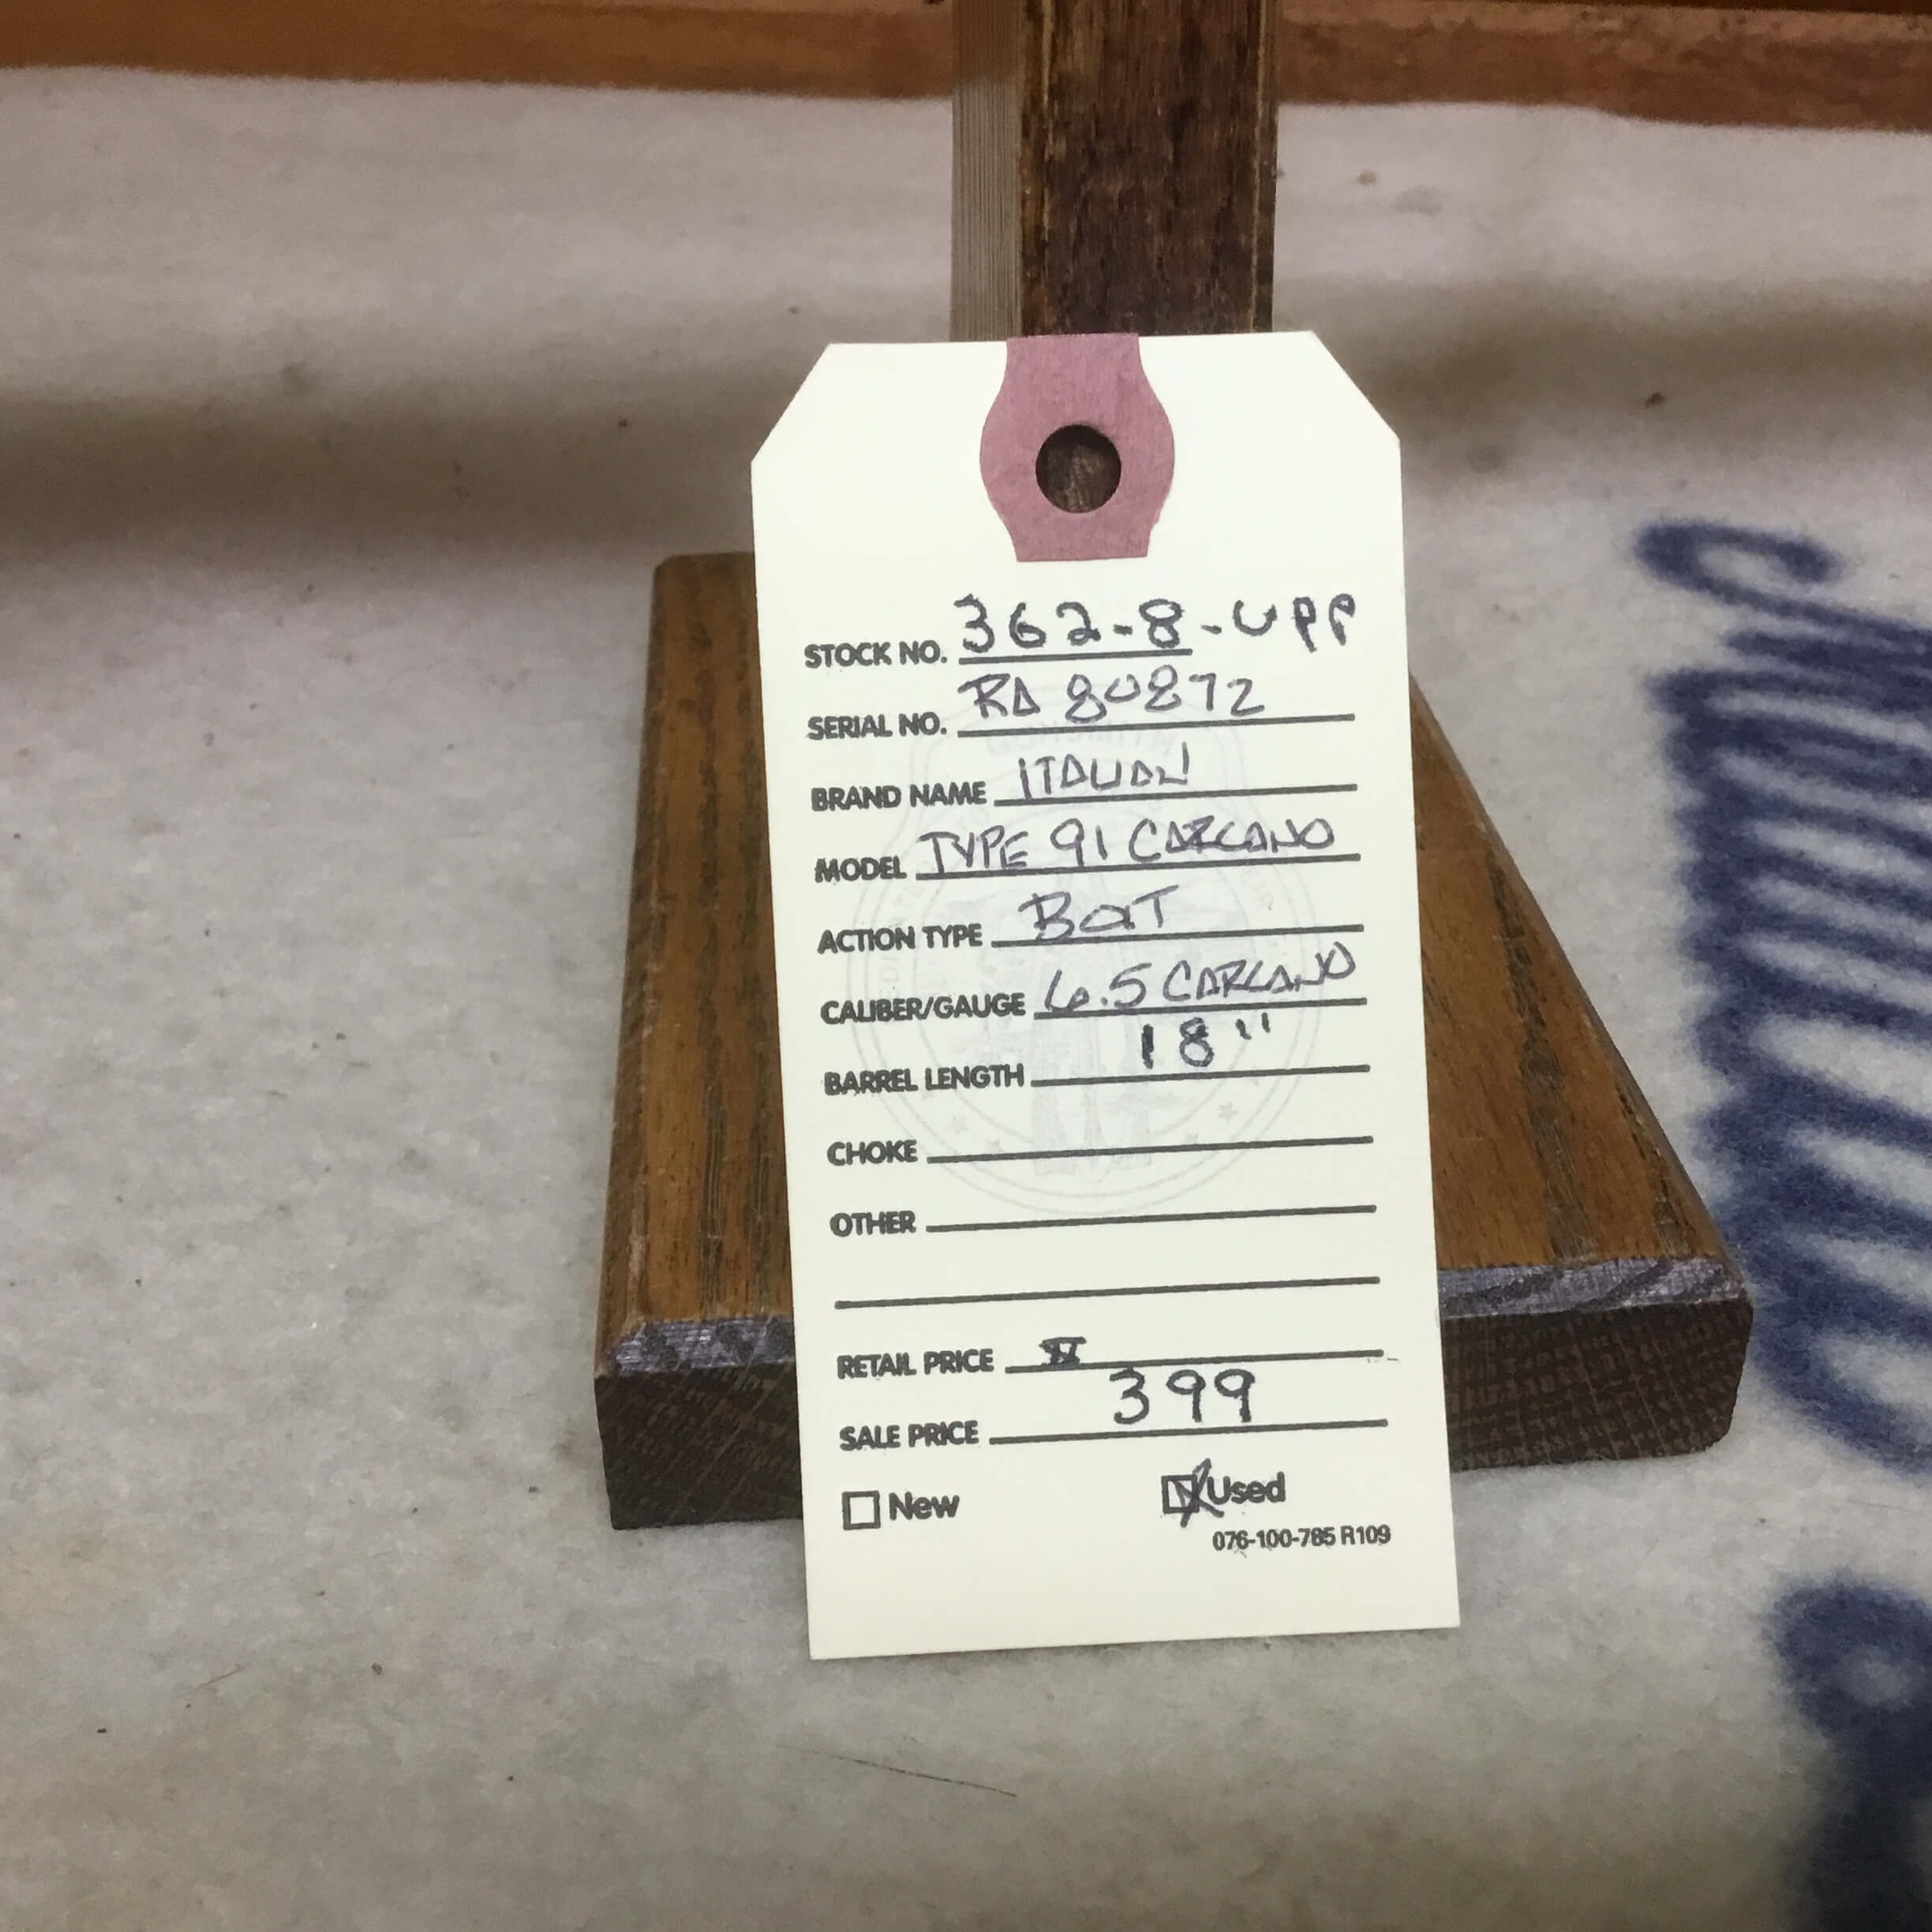 STOCK NO. 362-8-UPP
SERIAL NO. RA 80872
BRAND NAME ITALIAN
MODEL TYPE 91 CARCANO
ACTION TYPE BOLT
CALIBER/GAUGE 6.5 CARCANO
BARREL LENGTH 18"
CHOKE
OTHER
RETAIL PRICE
SALE PRICE 399
New Used
076-100-785 R109